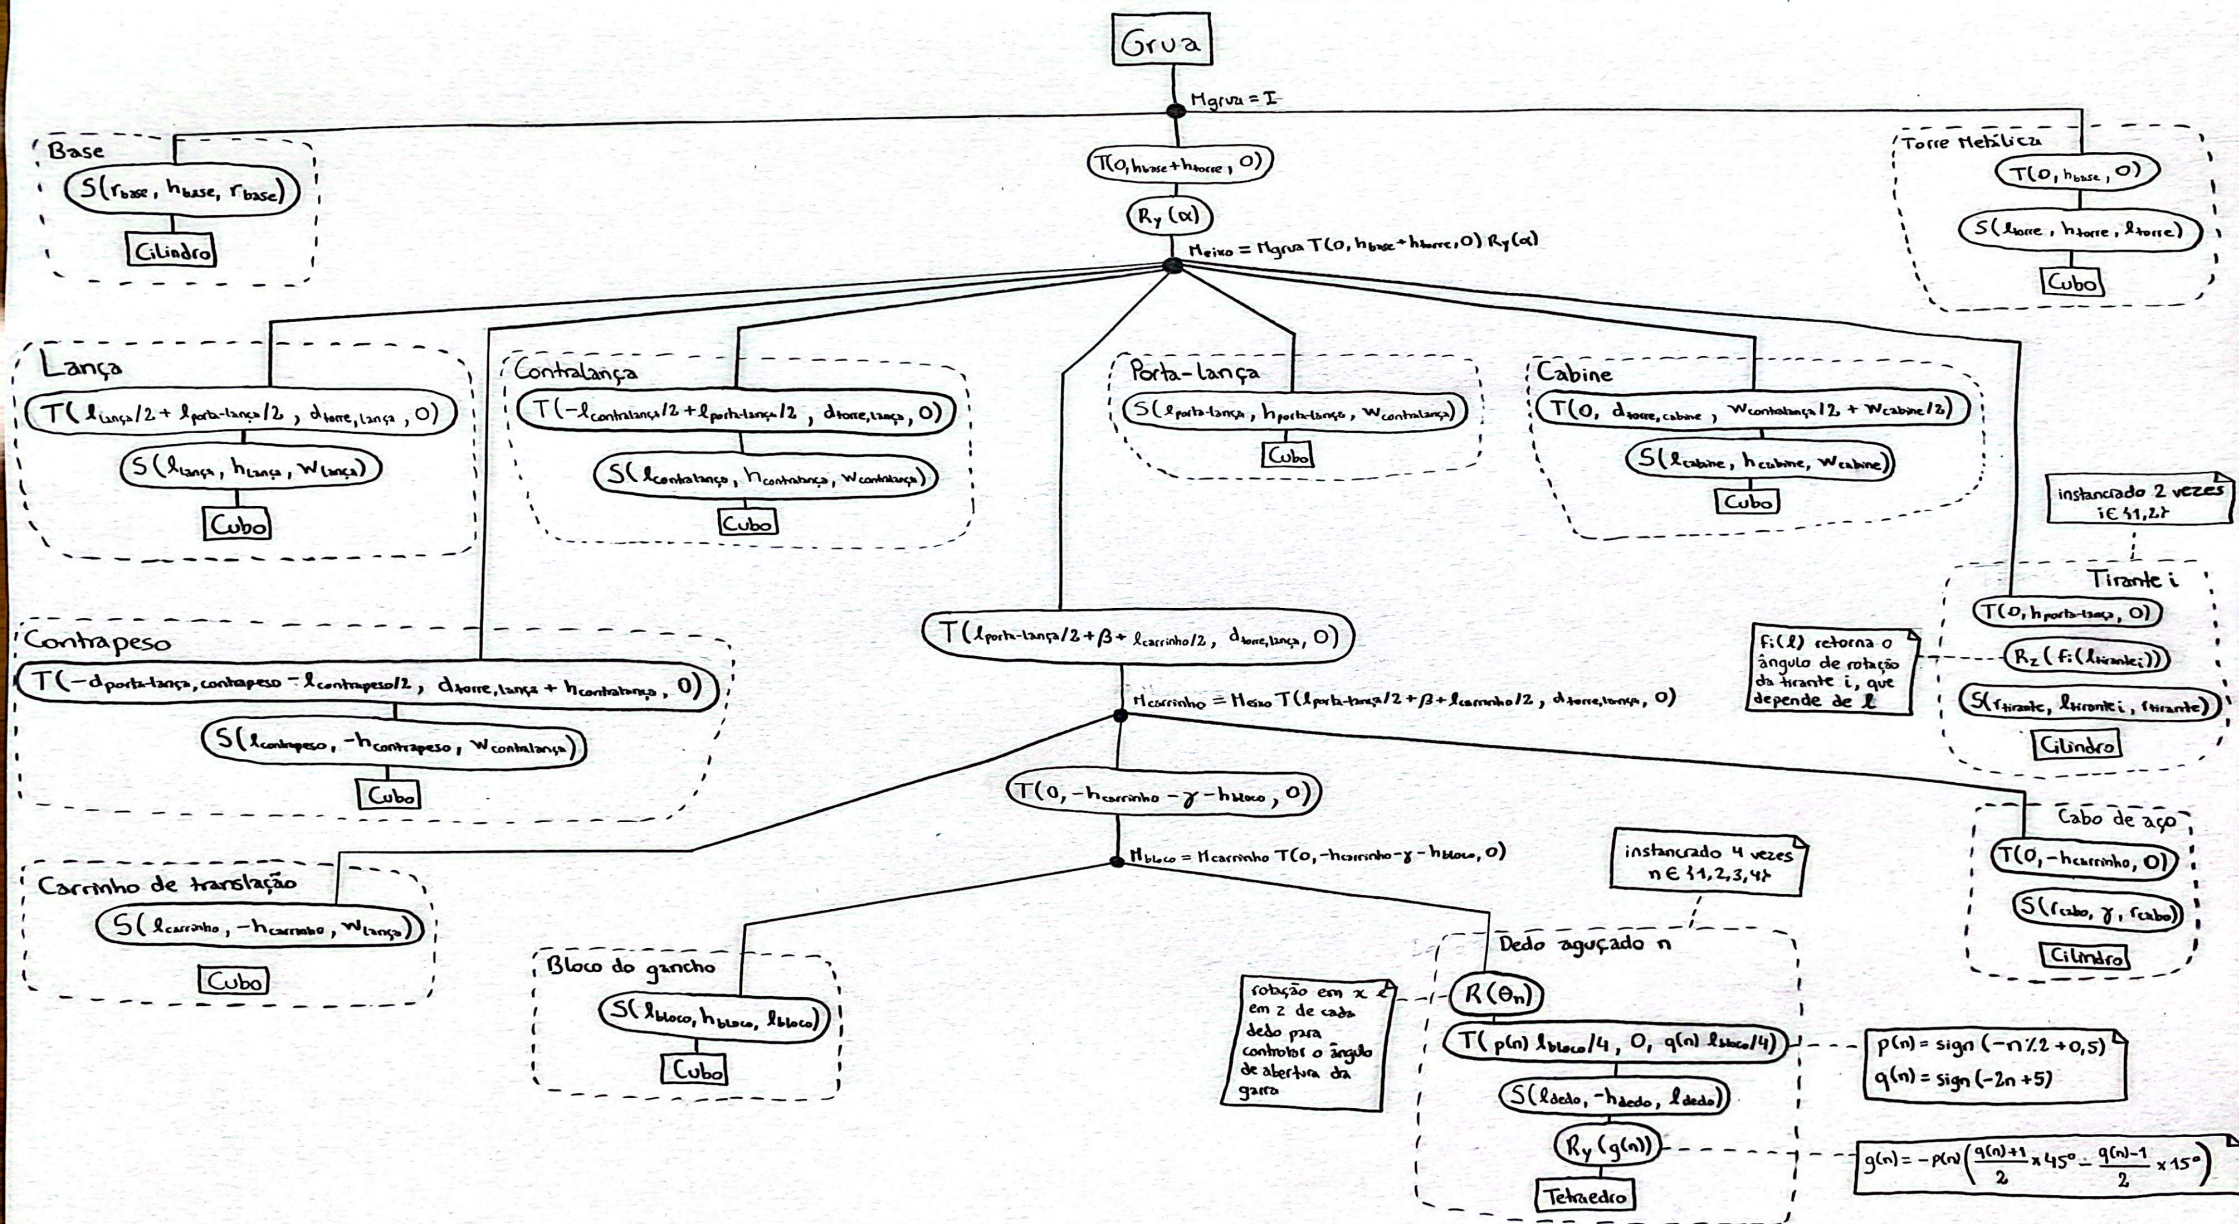 Grua
Mgrua = I
Base
S(rbase, hbase, rbase)
Cilindro
T(0, hbase+htorre, 0)
Ry(α)
Meixo = Mgrua T(0, hbase+htorre, 0) Ry(α)
Torre Metálica
T(0, hbase, 0)
S(ltorre, htorre, ltorre)
Cubo
Lança
T(llança/2 + lporta-lança/2, dtorre,lança, 0)
S(llança, hlança, wlança)
Cubo
Contralança
T(-lcontralança/2 + lporta-lança/2, dtorre,lança, 0)
S(lcontralança, hcontralança, wcontralança)
Cubo
Porta-lança
S(lporta-lança, hporta-lança, wcontralança)
Cubo
Cabine
T(0, dtorre,cabine, wcontralança/2 + wcabine/2)
S(lcabine, hcabine, wcabine)
Cubo
instanciado 2 vezes
i∈{1,2}
Tirante i
T(0, hporta-lança, 0)
Rz(fi(ltirantei))
S(rtirante, ltirantei, rtirante)
Cilindro
fi(l) retorna o
ângulo de rotação
da tirante i, que
depende de l
Contrapeso
T(-dporta-lança,contrapeso - lcontrapeso/2, dtorre,lança + hcontralança, 0)
S(lcontrapeso, -hcontrapeso, wcontralança)
Cubo
T(lporta-lança/2 + β + lcarrinho/2, dtorre,lança, 0)
Mcarrinho = Meixo T(lporta-lança/2 + β + lcarrinho/2, dtorre,lança, 0)
T(0, -hcarrinho - γ - hbloco, 0)
Mbloco = Mcarrinho T(0, -hcarrinho - γ - hbloco, 0)
Cabo de aço
T(0, -hcarrinho, 0)
S(rcabo, γ, rcabo)
Cilindro
Carrinho de translação
S(lcarrinho, -hcarrinho, wlança)
Cubo
Bloco do gancho
S(lbloco, hbloco, lbloco)
Cubo
instanciado 4 vezes
n∈{1,2,3,4}
Dedo aguçado n
R(θn)
T(p(n) lbloco/4, 0, q(n) lbloco/4)
S(ldedo, -hdedo, ldedo)
Ry(g(n))
Tetraedro
rotação em x e
em z de cada
dedo para
controlar o ângulo
de abertura da
garra
p(n) = sign(-n%2 + 0,5)
q(n) = sign(-2n + 5)
g(n) = -p(n)((q(n)+1)/2 × 45º - (q(n)-1)/2 × 15º)